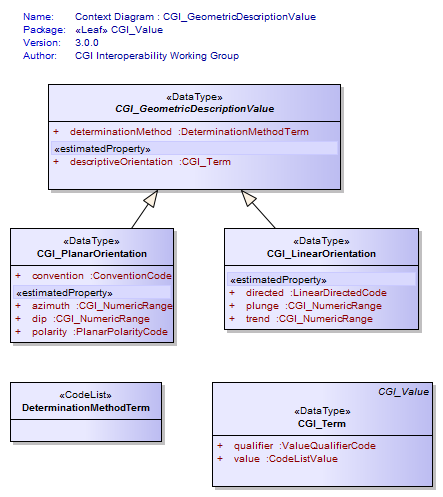 Name: Context Diagram : CGI_GeometricDescriptionValue
Package: «Leaf» CGI_Value
Version: 3.0.0
Author: CGI Interoperability Working Group
«DataType»
CGI_GeometricDescriptionValue
+ determinationMethod :DeterminationMethodTerm
«estimatedProperty»
+ descriptiveOrientation :CGI_Term
«DataType»
CGI_PlanarOrientation
+ convention :ConventionCode
«estimatedProperty»
+ azimuth :CGI_NumericRange
+ dip :CGI_NumericRange
+ polarity :PlanarPolarityCode
«DataType»
CGI_LinearOrientation
«estimatedProperty»
+ directed :LinearDirectedCode
+ plunge :CGI_NumericRange
+ trend :CGI_NumericRange
«CodeList»
DeterminationMethodTerm
CGI_Value
«DataType»
CGI_Term
+ qualifier :ValueQualifierCode
+ value :CodeListValue